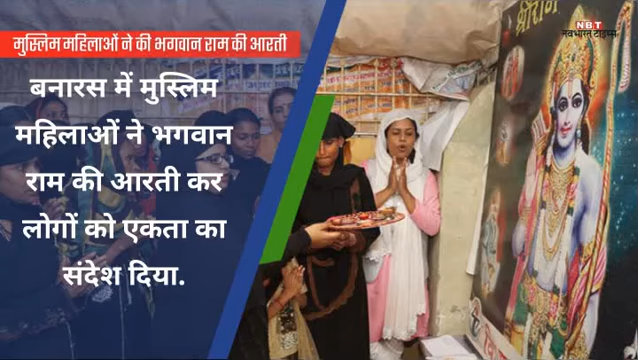 NBT
नवभारत टाइम्स
मुस्लिम महिलाओं ने की भगवान राम की आरती
बनारस में मुस्लिम
महिलाओं ने भगवान
राम की आरती कर
लोगों को एकता का
संदेश दिया.
श्रीराम